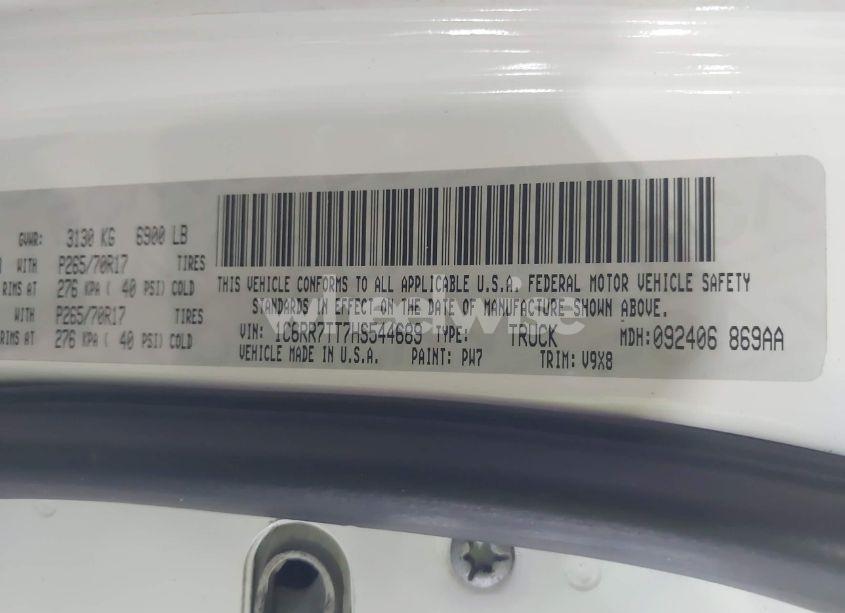 GVWR: 3130 KG 6900 LB
WITH P265/70R17 TIRES
RIMS AT 276 KPA ( 40 PSI) COLD
WITH P265/70R17 TIRES
RIMS AT 276 KPA ( 40 PSI) COLD
THIS VEHICLE CONFORMS TO ALL APPLICABLE U.S.A. FEDERAL MOTOR VEHICLE SAFETY
STANDARDS IN EFFECT ON THE DATE OF MANUFACTURE SHOWN ABOVE.
VIN: 1C6RR7TT7HS544689 TYPE: TRUCK MDH: 092406 869AA
VEHICLE MADE IN U.S.A. PAINT: PW7 TRIM: V9X8
wheelwise